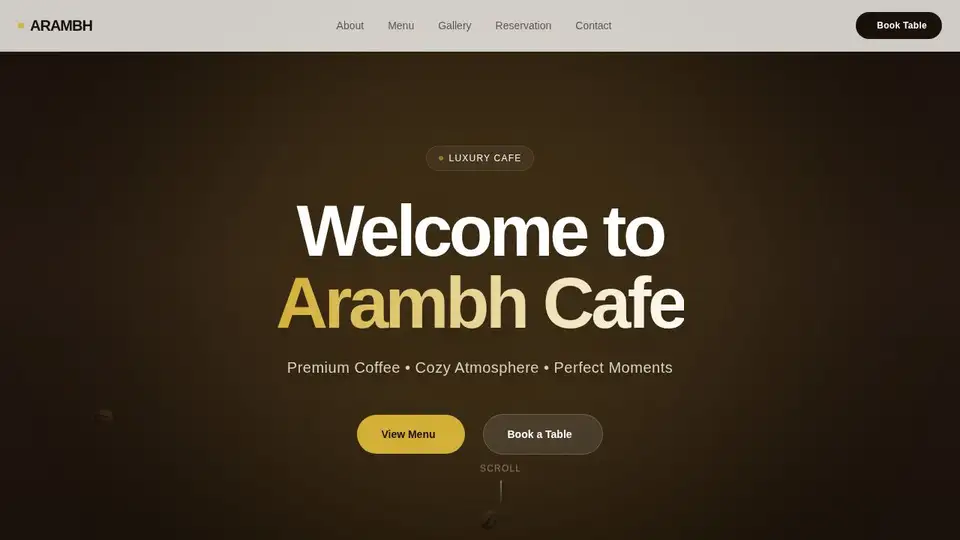 ARAMBH
About Menu Gallery Reservation Contact
Book Table
LUXURY CAFE
Welcome to
Arambh Cafe
Premium Coffee • Cozy Atmosphere • Perfect Moments
View Menu
Book a Table
SCROLL